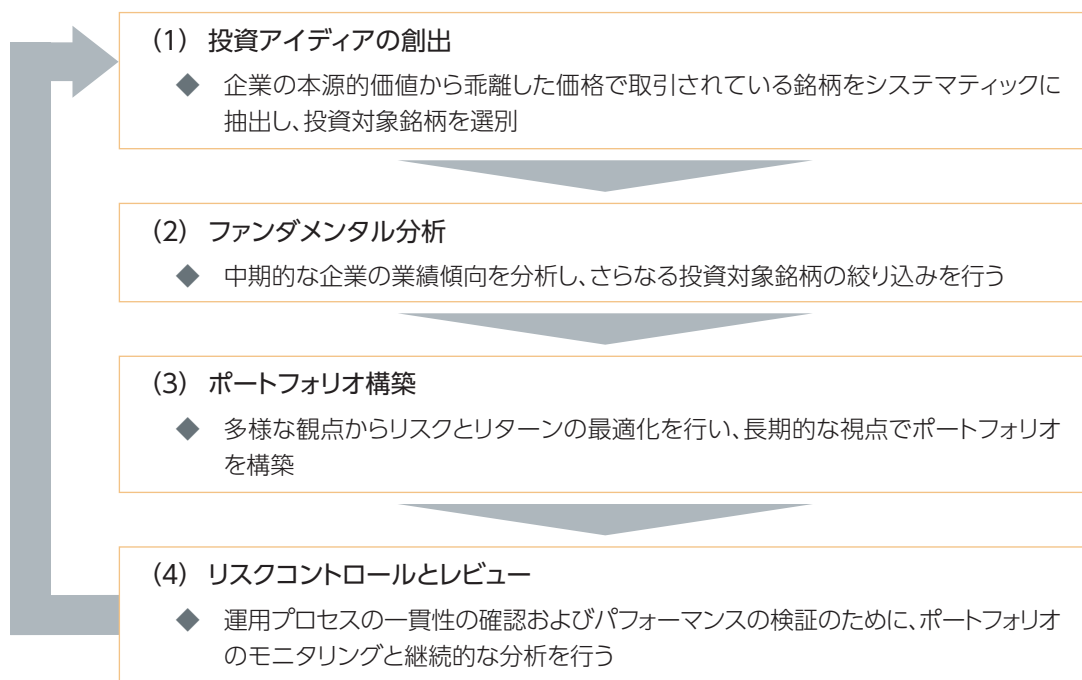 (1) 投資アイディアの創出
◆ 企業の本源的価値から乖離した価格で取引されている銘柄をシステマティックに
抽出し、投資対象銘柄を選別
(2) ファンダメンタル分析
◆ 中期的な企業の業績傾向を分析し、さらなる投資対象銘柄の絞り込みを行う
(3) ポートフォリオ構築
◆ 多様な観点からリスクとリターンの最適化を行い、長期的な視点でポートフォリオ
を構築
(4) リスクコントロールとレビュー
◆ 運用プロセスの一貫性の確認およびパフォーマンスの検証のために、ポートフォリオ
のモニタリングと継続的な分析を行う